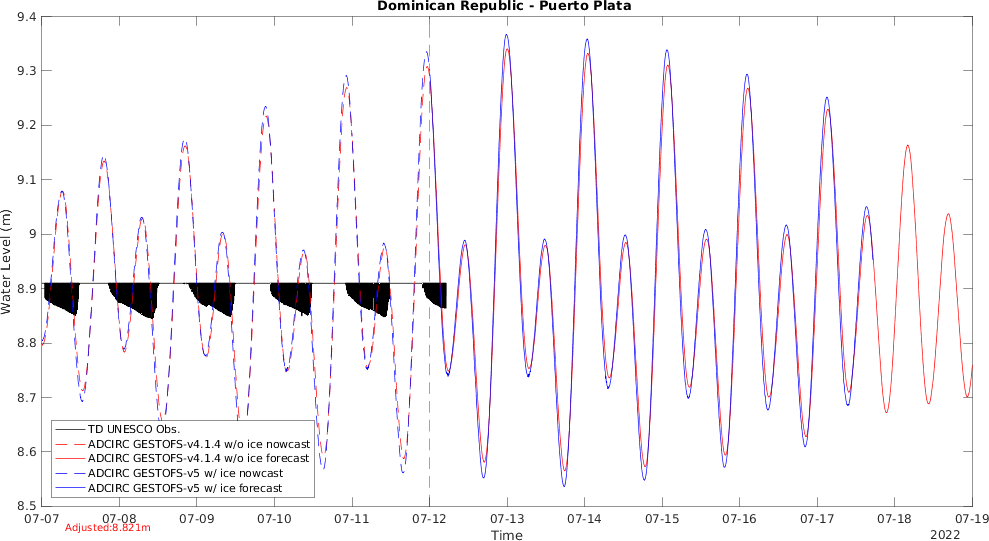 Dominican Republic - Puerto Plata
9.4
9.3
9.2
9.1
9
8.9
8.8
8.7
8.6
8.5
Water Level (m)
TD UNESCO Obs.
ADCIRC GESTOFS-v4.1.4 w/o ice nowcast
ADCIRC GESTOFS-v4.1.4 w/o ice forecast
ADCIRC GESTOFS-v5 w/ ice nowcast
ADCIRC GESTOFS-v5 w/ ice forecast
07-07 07-08 07-09 07-10 07-11 07-12 07-13 07-14 07-15 07-16 07-17 07-18 07-19
Adjusted:8.821m
Time
2022